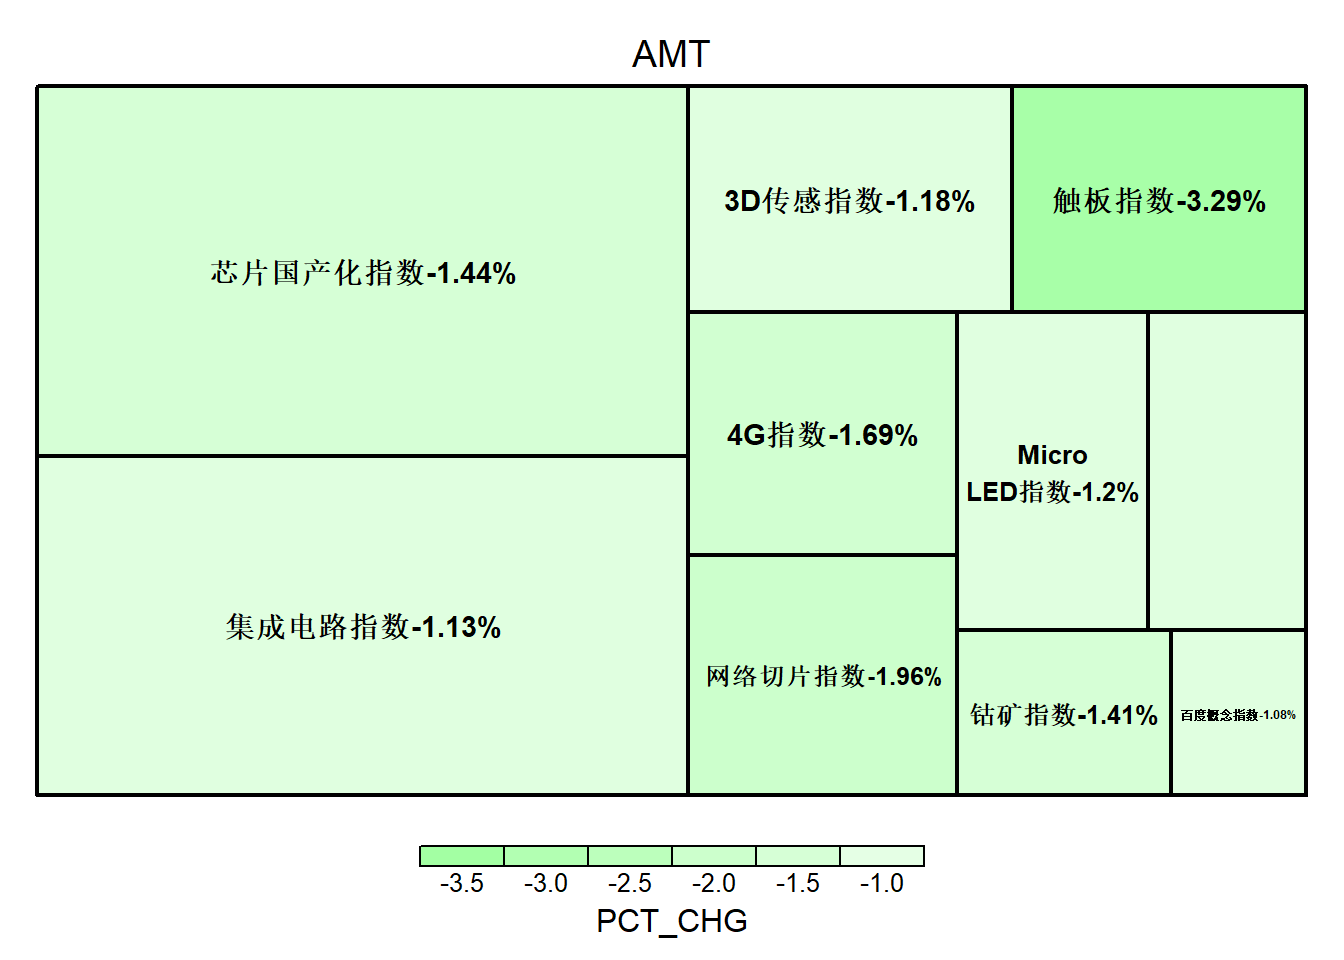 AMT
芯片国产化指数-1.44%
3D传感指数-1.18%
触板指数-3.29%
4G指数-1.69%
Micro
LED指数-1.2%
集成电路指数-1.13%
网络切片指数-1.96%
钴矿指数-1.41%
百度概念指数-1.08%
-3.5 -3.0 -2.5 -2.0 -1.5 -1.0
PCT_CHG